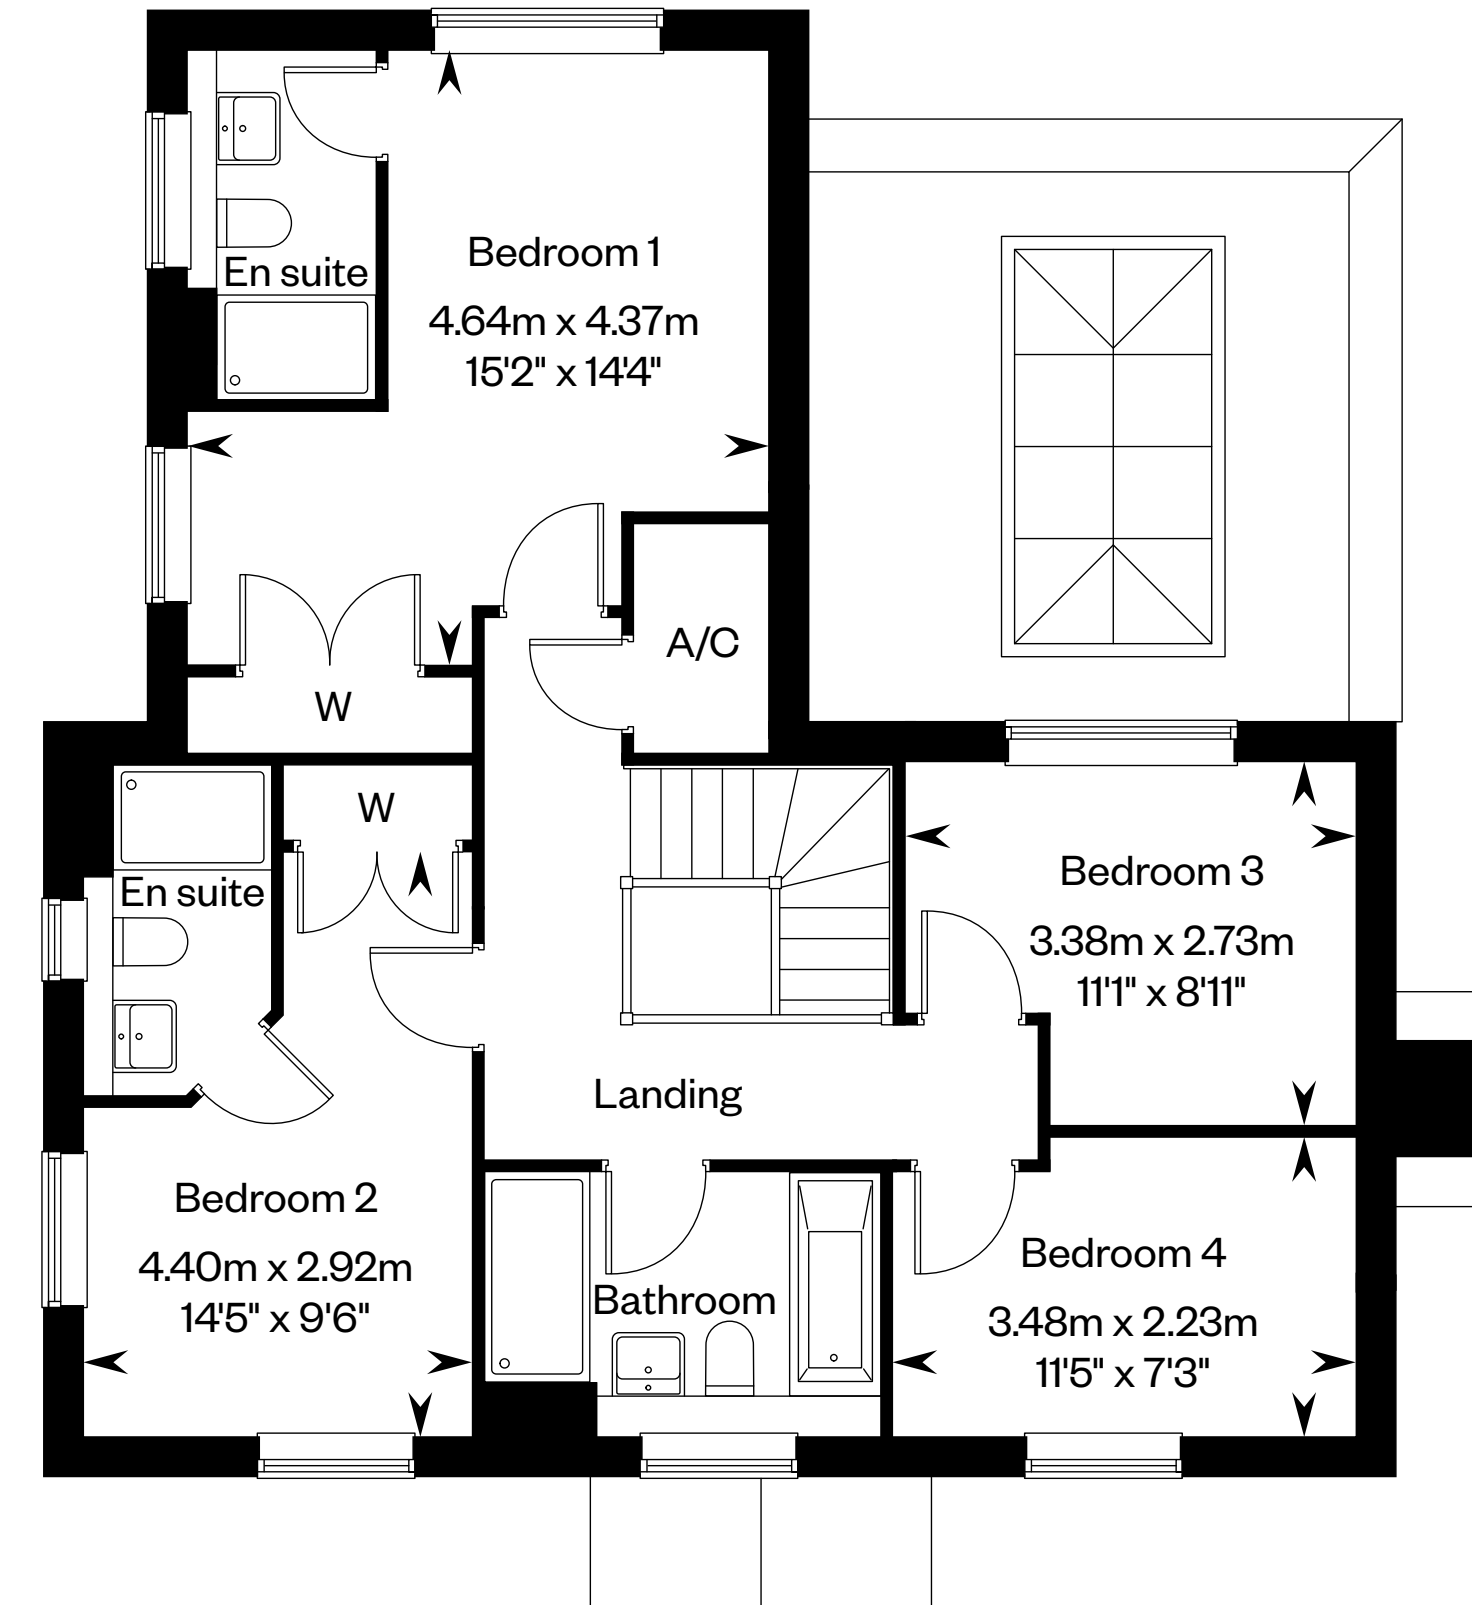 En suite
Bedroom 1
4.64m x 4.37m
15'2" x 14'4"
A/C
W
W
En suite
Bedroom 3
3.38m x 2.73m
11'1" x 8'11"
Landing
Bedroom 2
4.40m x 2.92m
14'5" x 9'6"
Bathroom
Bedroom 4
3.48m x 2.23m
11'5" x 7'3"